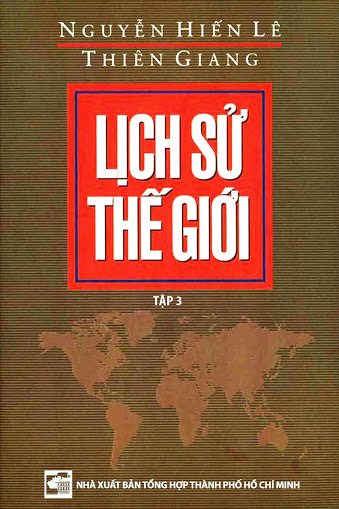 NGUYỄN HIẾN LÊ
THIÊN GIANG
LỊCH SỬ
THẾ GIỚI
TẬP 3
NHÀ XUẤT BẢN TỔNG HỢP THÀNH PHỐ HỒ CHÍ MINH